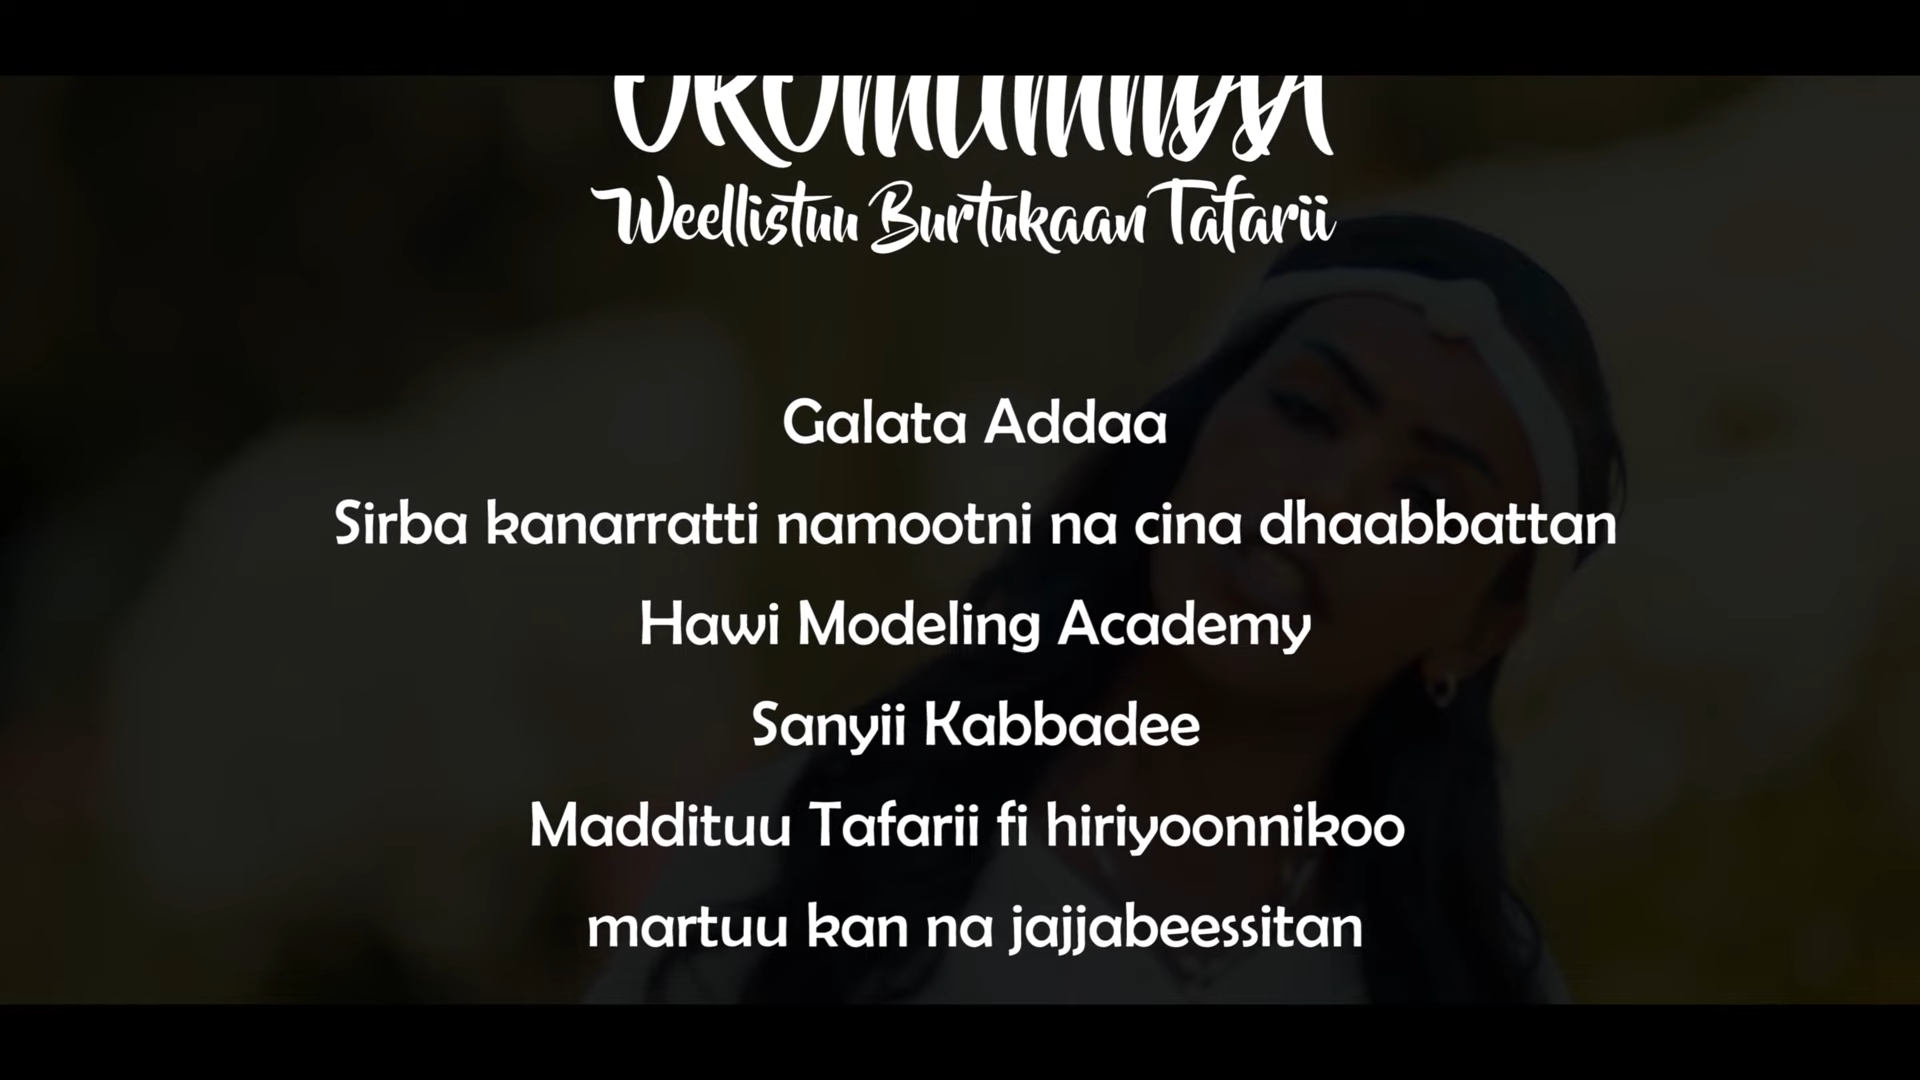 Weellistuu Burtukaan Tafarii
Galata Addaa
Sirba kanarratti namootni na cina dhaabbattan
Hawi Modeling Academy
Sanyii Kabbadee
Maddituu Tafarii fi hiriyoonnikoo
martuu kan na jajjabeessitan